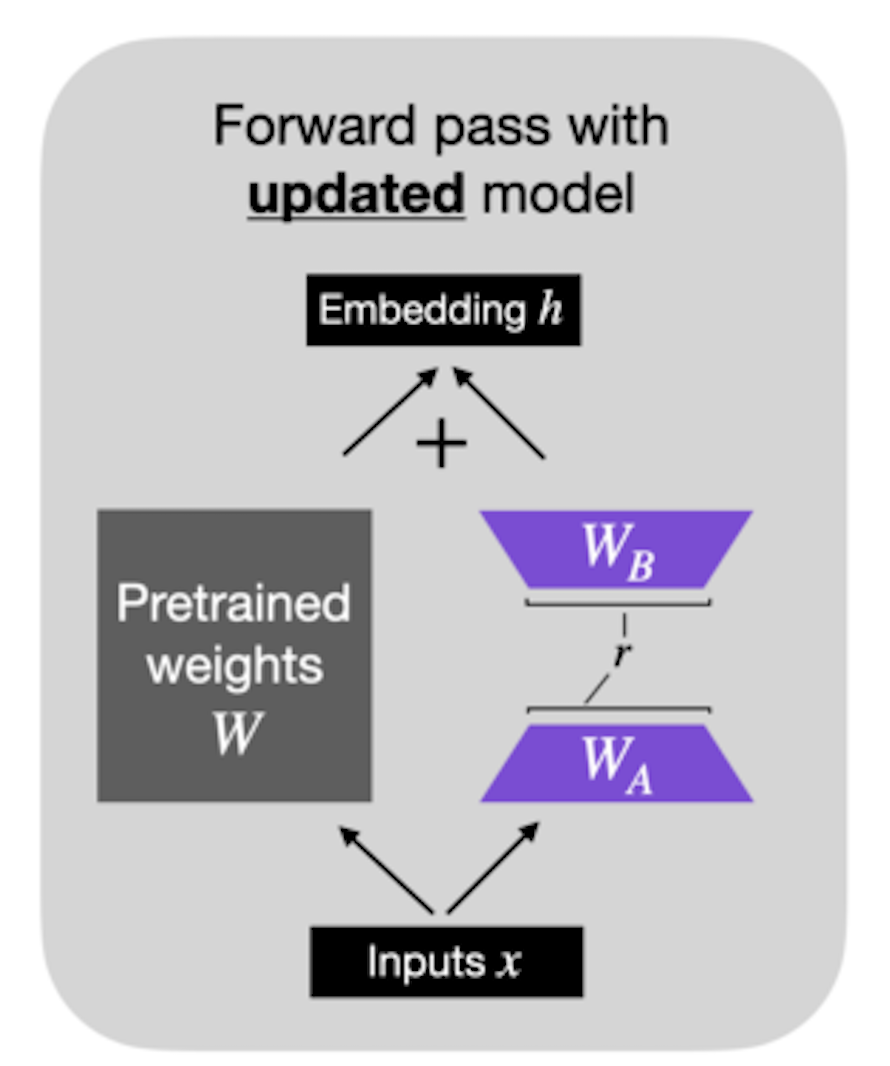 Forward pass with
updated model
Embedding h
+
Pretrained
weights
W
W_B
r
W_A
Inputs x